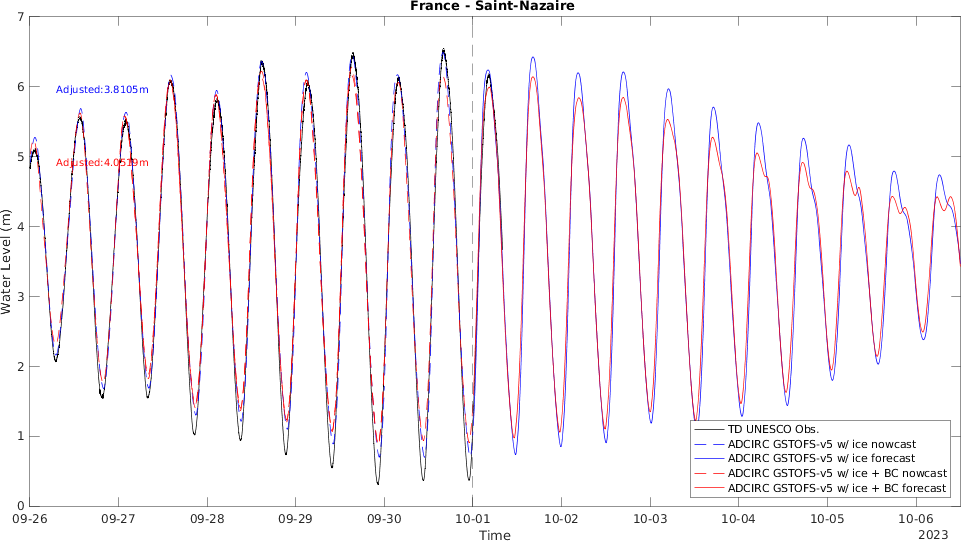 France - Saint-Nazaire
7
6
5
4
3
2
1
0
Water Level (m)
Adjusted:3.8105m
Adjusted:4.0519m
TD UNESCO Obs.
ADCIRC GSTOFS-v5 w/ ice nowcast
ADCIRC GSTOFS-v5 w/ ice forecast
ADCIRC GSTOFS-v5 w/ ice + BC nowcast
ADCIRC GSTOFS-v5 w/ ice + BC forecast
09-26 09-27 09-28 09-29 09-30 10-01 10-02 10-03 10-04 10-05 10-06
Time
2023